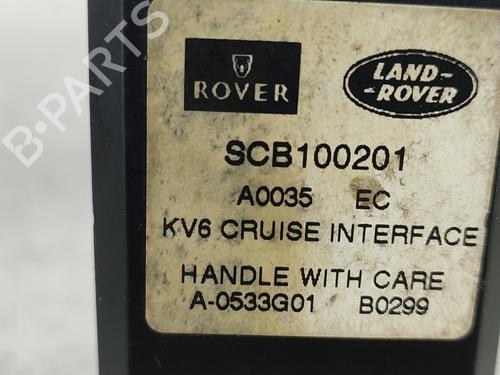 ROVER
LAND-
-ROVER
SCB100201
A0035 EC
KV6 CRUISE INTERFACE
HANDLE WITH CARE
A-0533G01 B0299
B-PARTS